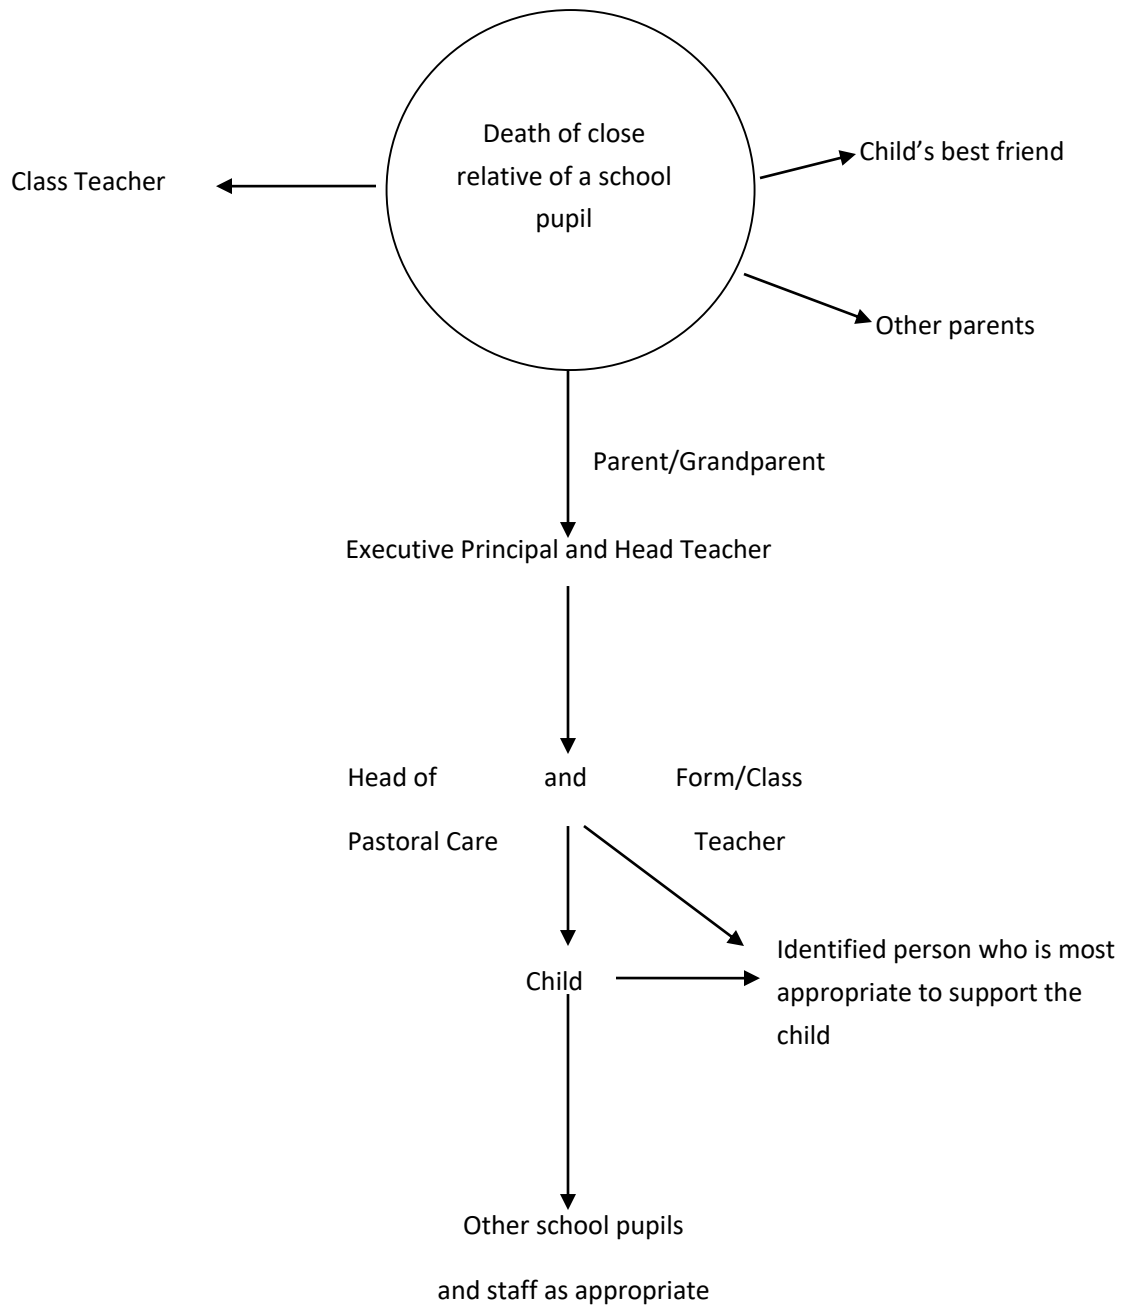 Death of close
relative of a school
pupil
Class Teacher
Child’s best friend
Other parents
Parent/Grandparent
Executive Principal and Head Teacher
Head of and Form/Class
Pastoral Care Teacher
Identified person who is most
appropriate to support the
child
Child
Other school pupils
and staff as appropriate